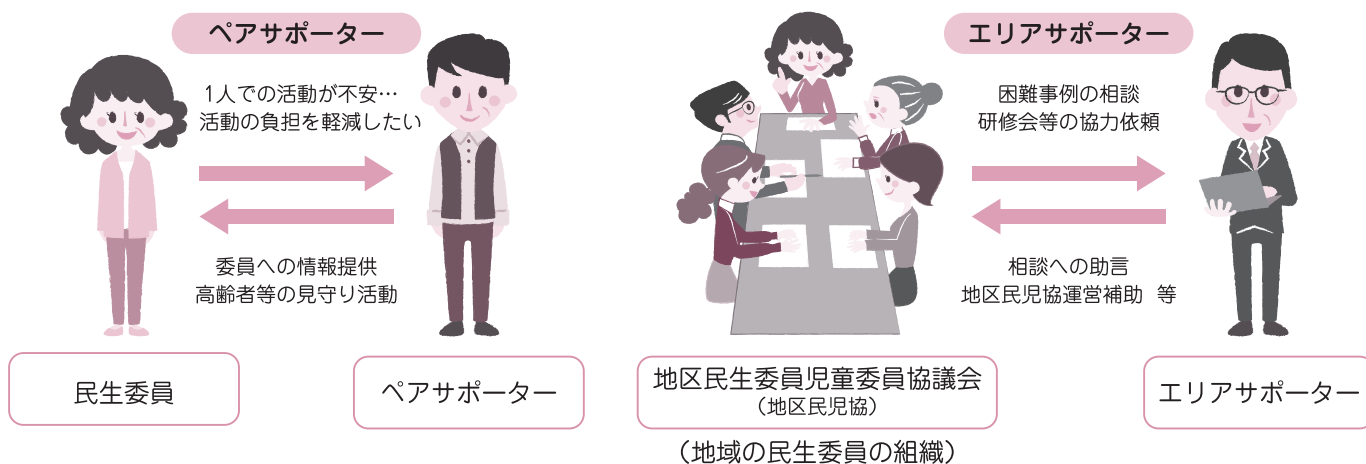 ペアサポーター
1人での活動が不安…
活動の負担を軽減したい
委員への情報提供
高齢者等の見守り活動
民生委員
ペアサポーター
エリアサポーター
困難事例の相談
研修会等の協力依頼
相談への助言
地区民児協運営補助 等
地区民生委員児童委員協議会
（地区民児協）
（地域の民生委員の組織）
エリアサポーター